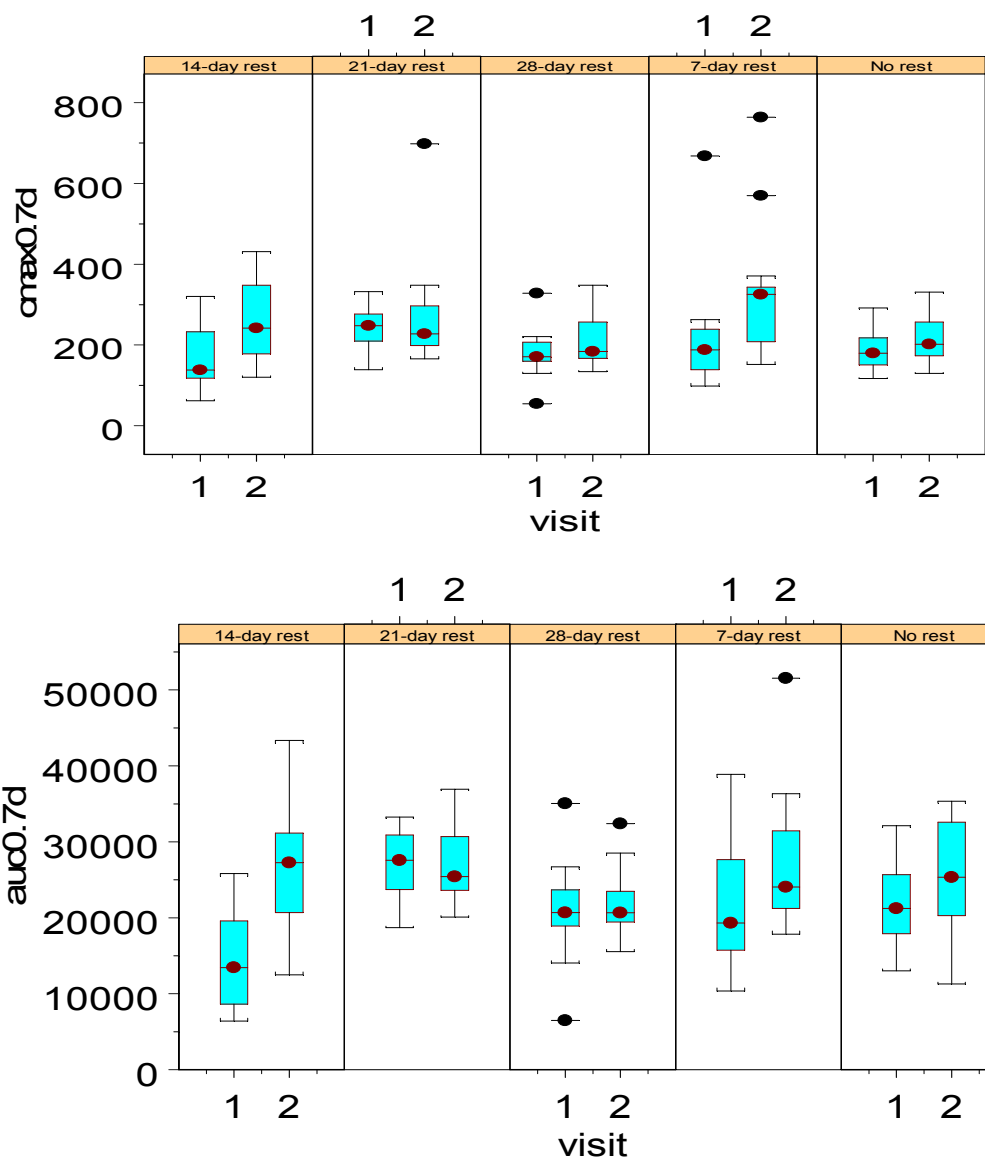 1 2 1 2
14-day rest 21-day rest 28-day rest 7-day rest No rest
800
600
400
200
0
cmax0.7d
1 2 1 2 1 2
visit
1 2 1 2
14-day rest 21-day rest 28-day rest 7-day rest No rest
50000
40000
30000
20000
10000
0
auc0.7d
1 2 1 2 1 2
visit